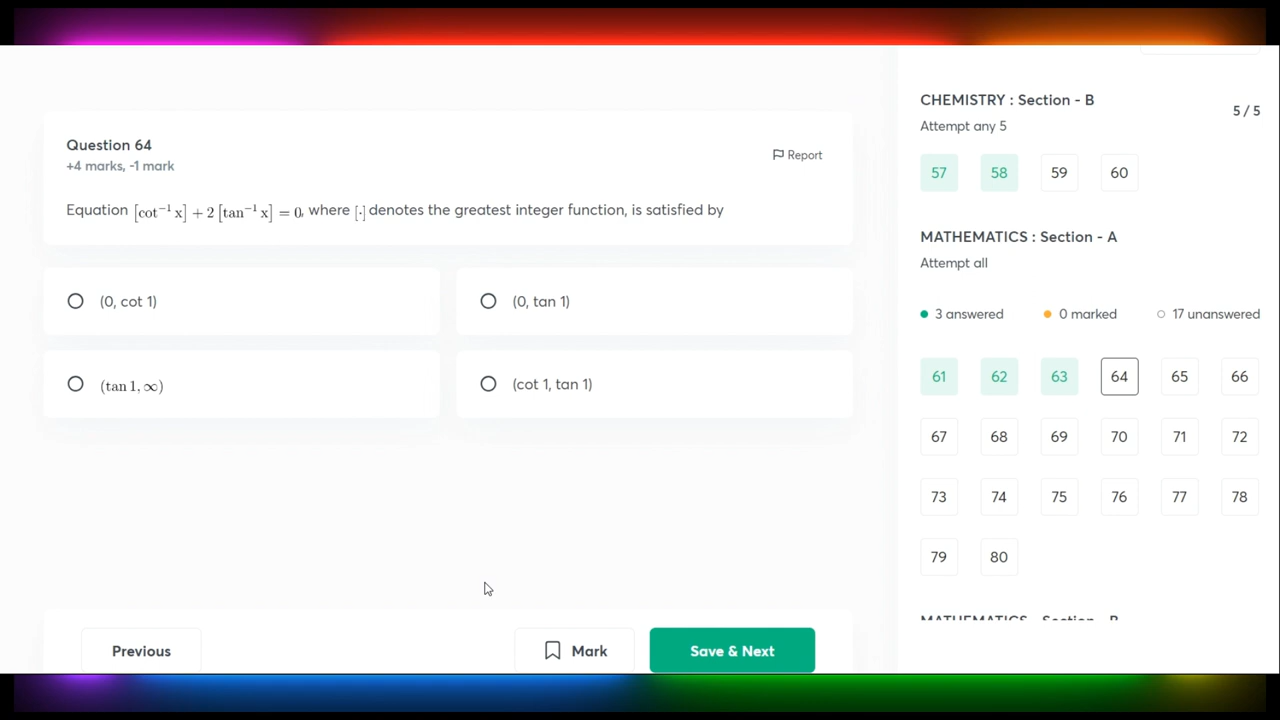 CHEMISTRY : Section - B
5 / 5
Attempt any 5
57 58 59 60
Question 64
+4 marks, -1 mark
Report
Equation [cot⁻¹ x] + 2 [tan⁻¹ x] = 0, where [·] denotes the greatest integer function, is satisfied by
(0, cot 1)
(0, tan 1)
(tan 1, ∞)
(cot 1, tan 1)
MATHEMATICS : Section - A
Attempt all
3 answered 0 marked 17 unanswered
61 62 63 64 65 66
67 68 69 70 71 72
73 74 75 76 77 78
79 80
MATHEMATICS : Section - B
Previous
Mark
Save & Next